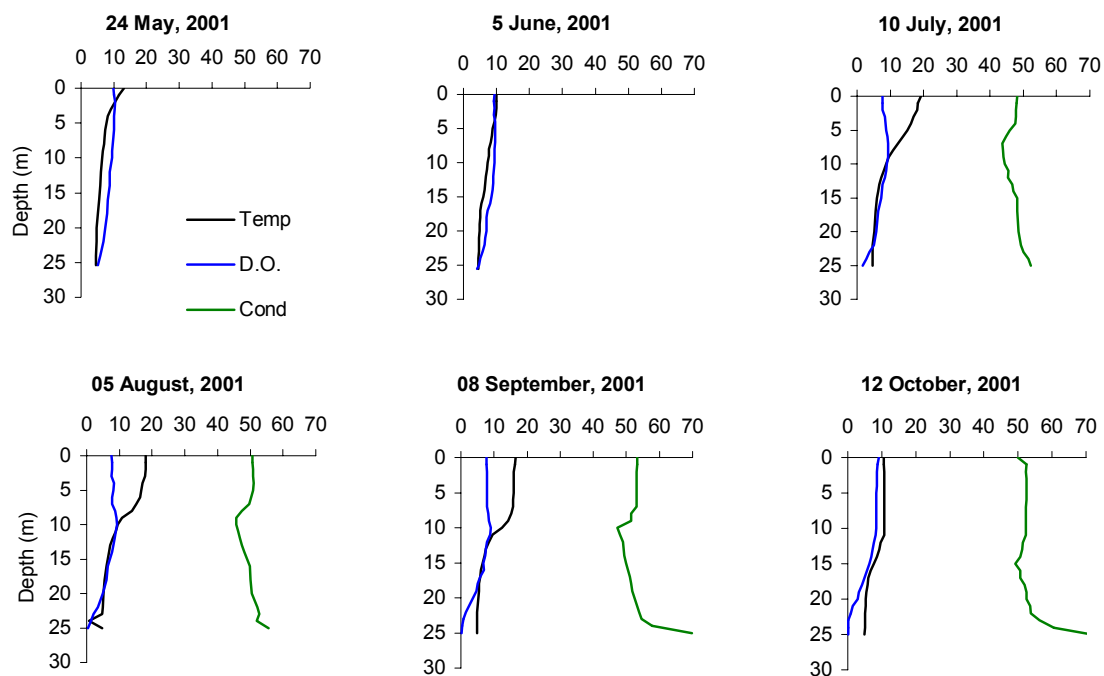 24 May, 2001
0 10 20 30 40 50 60 70
0
5
10
15
20
25
30
Depth (m)
Temp
D.O.
Cond
5 June, 2001
0 10 20 30 40 50 60 70
0
5
10
15
20
25
30
10 July, 2001
0 10 20 30 40 50 60 70
0
5
10
15
20
25
30
05 August, 2001
0 10 20 30 40 50 60 70
0
5
10
15
20
25
30
Depth (m)
08 September, 2001
0 10 20 30 40 50 60 70
0
5
10
15
20
25
30
12 October, 2001
0 10 20 30 40 50 60 70
0
5
10
15
20
25
30